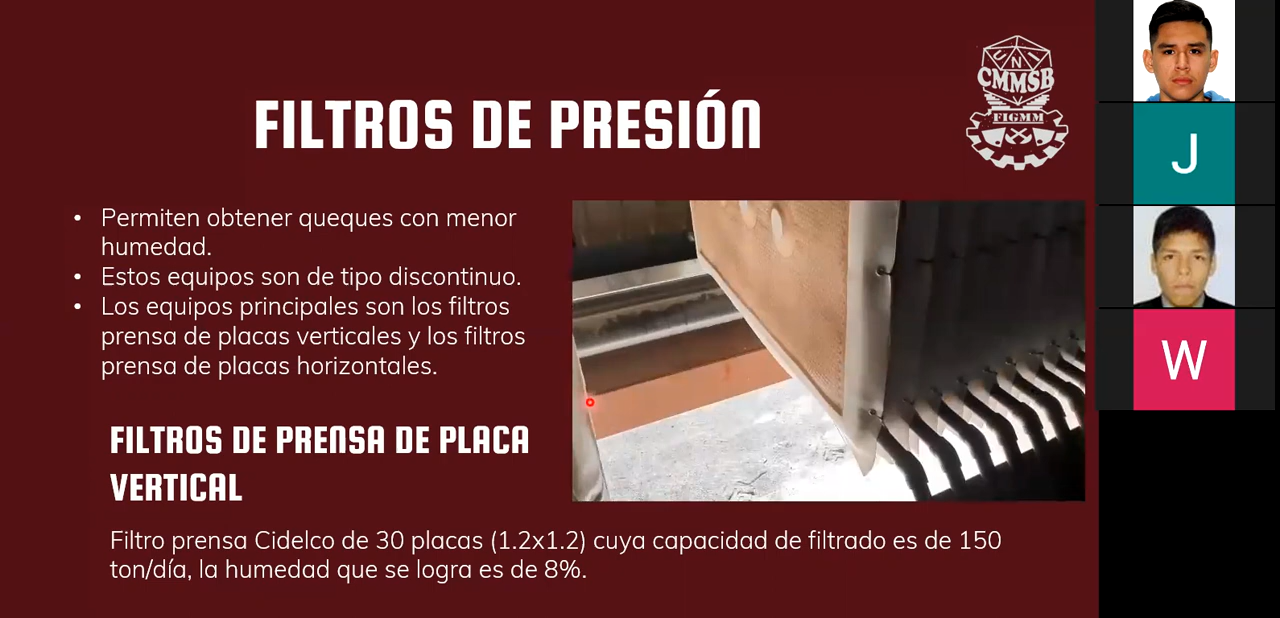 UNI
CMMSB
FIGMM
FILTROS DE PRESIÓN
• Permiten obtener queques con menor
humedad.
• Estos equipos son de tipo discontinuo.
• Los equipos principales son los filtros
prensa de placas verticales y los filtros
prensa de placas horizontales.
FILTROS DE PRENSA DE PLACA
VERTICAL
Filtro prensa Cidelco de 30 placas (1.2x1.2) cuya capacidad de filtrado es de 150
ton/día, la humedad que se logra es de 8%.
J
W